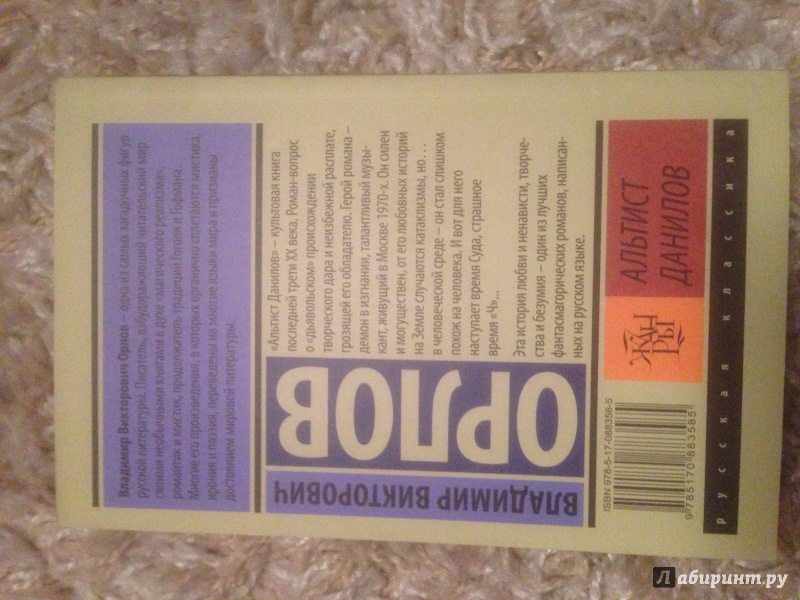 Владимир Викторович Орлов – одна из самых загадочных фигур
русской литературы. Писатель, взбудораживший читательский мир
своими необычными книгами в духе «магического реализма»,
романтик и мистик, продолжатель традиций Гоголя и Гофмана.
Многие его произведения, в которых органично сочетаются мистика,
ирония и поэзия, переведены на многие языки мира и признаны
достоянием мировой литературы.
ВЛАДИМИР ВИКТОРОВИЧ
ОРЛОВ
«Альтист Данилов» – культовая книга
последней трети XX века. Роман-вопрос
о «дьявольском» происхождении
творческого дара и неизбежной расплате,
грозящей его обладателю. Герой романа –
демон в изгнании, талантливый музы-
кант, живущий в Москве 1970-х. Он силен
и могуществен, от его любовных историй
на Земле случаются катаклизмы, но...
в человеческой среде – он стал слишком
похож на человека. И вот для него
наступает время Суда, страшное
время «Ч»...
Эта история любви и ненависти, творче-
ства и безумия – один из лучших
фантасмагорических романов, написан-
ных на русском языке.
ISBN 978-5-17-088358-5
9 785170 883585
ЖАН
РЫ
АЛЬТИСТ
ДАНИЛОВ
русская классика
Лабиринт.ру